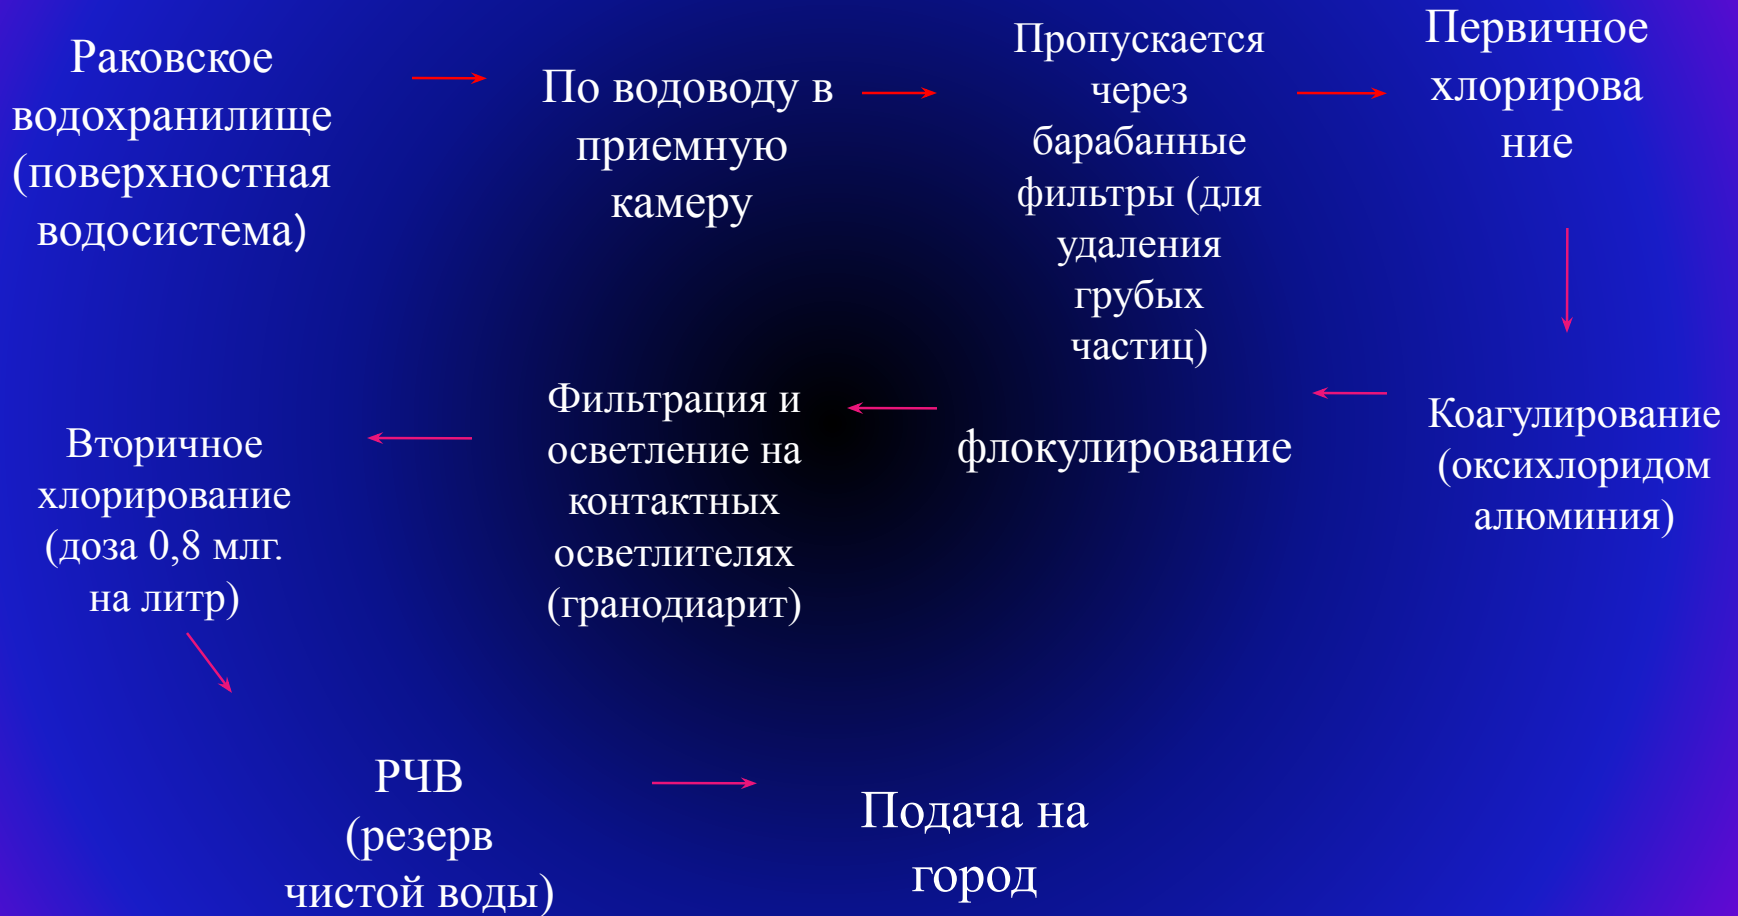 Раковское
водохранилище
(поверхностная
водосистема)
По водоводу в
приемную
камеру
Пропускается
через
барабанные
фильтры (для
удаления
грубых
частиц)
Первичное
хлорирова
ние
Коагулирование
(оксихлоридом
алюминия)
флокулирование
Фильтрация и
осветление на
контактных
осветлителях
(гранодиарит)
Вторичное
хлорирование
(доза 0,8 млг.
на литр)
РЧВ
(резерв
чистой воды)
Подача на
город